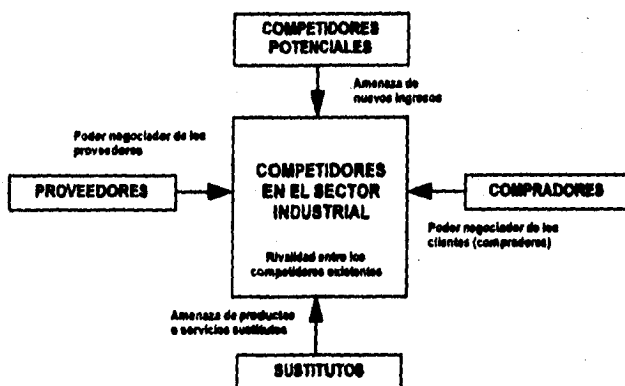 COMPETIDORES
POTENCIALES
Amenaza de
nuevos ingresos
Poder negociador de los
proveedores
PROVEEDORES
COMPETIDORES
EN EL SECTOR
INDUSTRIAL
COMPRADORES
Poder negociador de los
clientes (compradores)
Rivalidad entre los
competidores existentes
Amenaza de productos
o servicios sustitutos
SUSTITUTOS